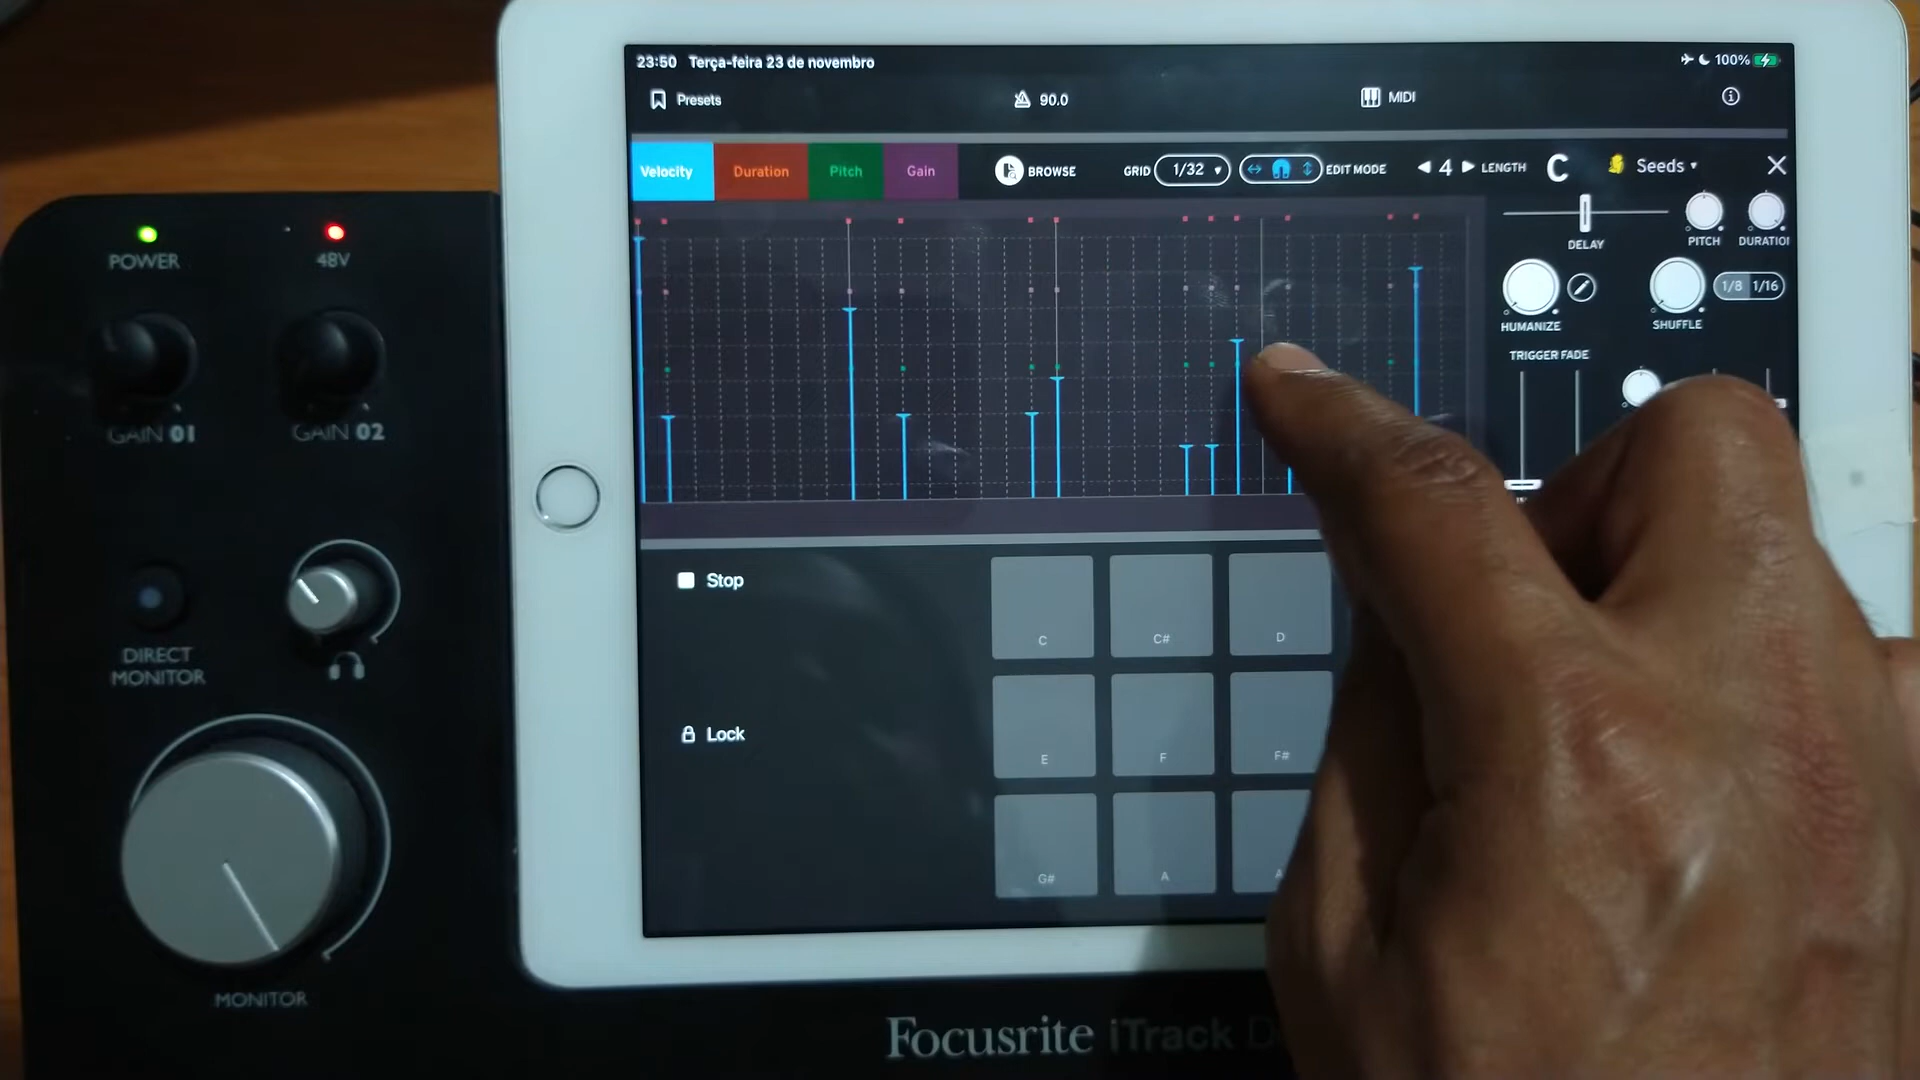 23:50 Terça-feira 23 de novembro 100%
Presets 90.0 MIDI
Velocity Duration Pitch Gain BROWSE GRID 1/32 EDIT MODE 4 LENGTH C Seeds
DELAY PITCH DURATION
HUMANIZE SHUFFLE 1/8 1/16
TRIGGER FADE
Stop
Lock
C C# D
E F F#
G# A A
POWER 48V
GAIN 01 GAIN 02
DIRECT
MONITOR
MONITOR
Focusrite iTrack